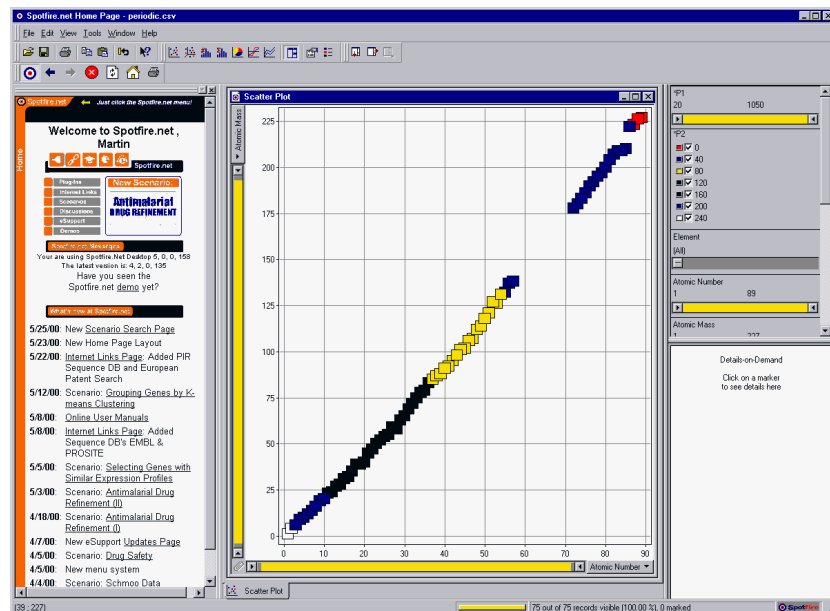 Spotfire.net Home Page - periodic.csv
File Edit View Tools Window Help
Spotfire.net
Just click the Spotfire.net menu!
Home
Welcome to Spotfire.net ,
Martin
Spotfire.net
Plug-Ins
Internet Links
Scenarios
Discussions
eSupport
Demos
New Scenario:
Antimalarial
DRUG REFINEMENT
Spotfire.net Messages
You are using Spotfire.Net Desktop 5, 0, 0, 158
The latest version is: 4, 2, 0, 135
Have you seen the
Spotfire.net demo yet?
What's new at Spotfire.net
5/25/00: New Scenario Search Page
5/23/00: New Home Page Layout
5/22/00: Internet Links Page: Added PIR
Sequence DB and European
Patent Search
5/12/00: Scenario: Grouping Genes by K-
means Clustering
5/8/00: Online User Manuals
5/8/00: Internet Links Page: Added
Sequence DB's EMBL &
PROSITE
5/5/00: Scenario: Selecting Genes with
Similar Expression Profiles
5/3/00: Scenario: Antimalarial Drug
Refinement (II)
4/18/00: Scenario: Antimalarial Drug
Refinement (I)
4/7/00: New eSupport Updates Page
4/5/00: Scenario: Drug Safety
4/5/00: New menu system
4/4/00: Scenario: Schmoo Data
Scatter Plot
Atomic Mass
225
200
175
150
125
100
75
50
25
0
0 10 20 30 40 50 60 70 80 90
Atomic Number
Scatter Plot
*P1
20 1050
*P2
0
40
80
120
160
200
240
Element
(All)
Atomic Number
1 89
Atomic Mass
1 227
Details-on-Demand
Click on a marker
to see details here
(39 : 227)
75 out of 75 records visible (100.00 %), 0 marked
Spotfire